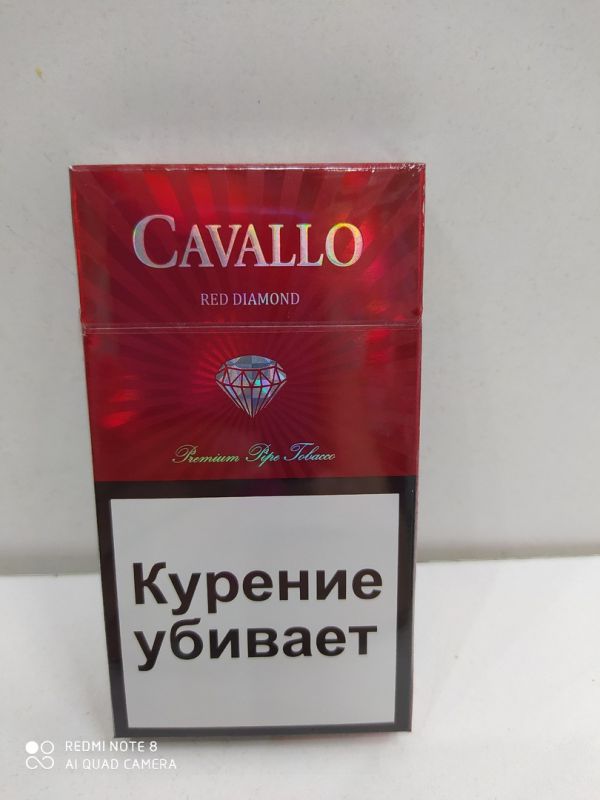 CAVALLO
RED DIAMOND
Premium Pipe Tobacco
Курение
убивает
REDMI NOTE 8
AI QUAD CAMERA